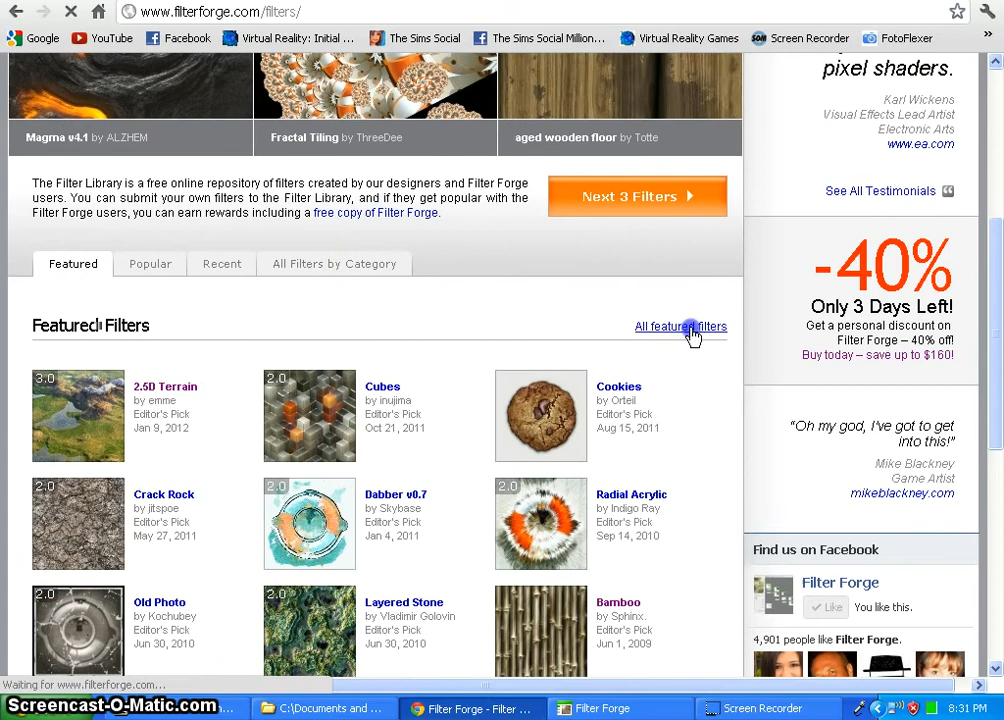 www.filterforge.com/filters/
Google YouTube Facebook Virtual Reality: Initial ... The Sims Social The Sims Social Million... Virtual Reality Games Screen Recorder FotoFlexer »
Magma v4.1 by ALZHEM
Fractal Tiling by ThreeDee
aged wooden floor by Totte
The Filter Library is a free online repository of filters created by our designers and Filter Forge
users. You can submit your own filters to the Filter Library, and if they get popular with the
Filter Forge users, you can earn rewards including a free copy of Filter Forge.
Next 3 Filters
Featured Popular Recent All Filters by Category
Featured Filters
All featured filters
3.0
2.5D Terrain
by emme
Editor's Pick
Jan 9, 2012
2.0
Cubes
by inujima
Editor's Pick
Oct 21, 2011
Cookies
by Orteil
Editor's Pick
Aug 15, 2011
2.0
Crack Rock
by jitspoe
Editor's Pick
May 27, 2011
2.0
Dabber v0.7
by Skybase
Editor's Pick
Jan 4, 2011
2.0
Radial Acrylic
by Indigo Ray
Editor's Pick
Sep 14, 2010
2.0
Old Photo
by Kochubey
Editor's Pick
Jun 30, 2010
2.0
Layered Stone
by Vladimir Golovin
Editor's Pick
Jun 30, 2010
Bamboo
by Sphinx.
Editor's Pick
Jun 1, 2009
pixel shaders.
Karl Wickens
Visual Effects Lead Artist
Electronic Arts
www.ea.com
See All Testimonials
-40%
Only 3 Days Left!
Get a personal discount on
Filter Forge – 40% off!
Buy today – save up to $160!
“Oh my god, I've got to get
into this!”
Mike Blackney
Game Artist
mikeblackney.com
Find us on Facebook
Filter Forge
Like You like this.
4,901 people like Filter Forge.
Waiting for www.filterforge.com...
Screencast-O-Matic.com
C:\Documents and ...
Filter Forge - Filter ...
Filter Forge
Screen Recorder
8:31 PM